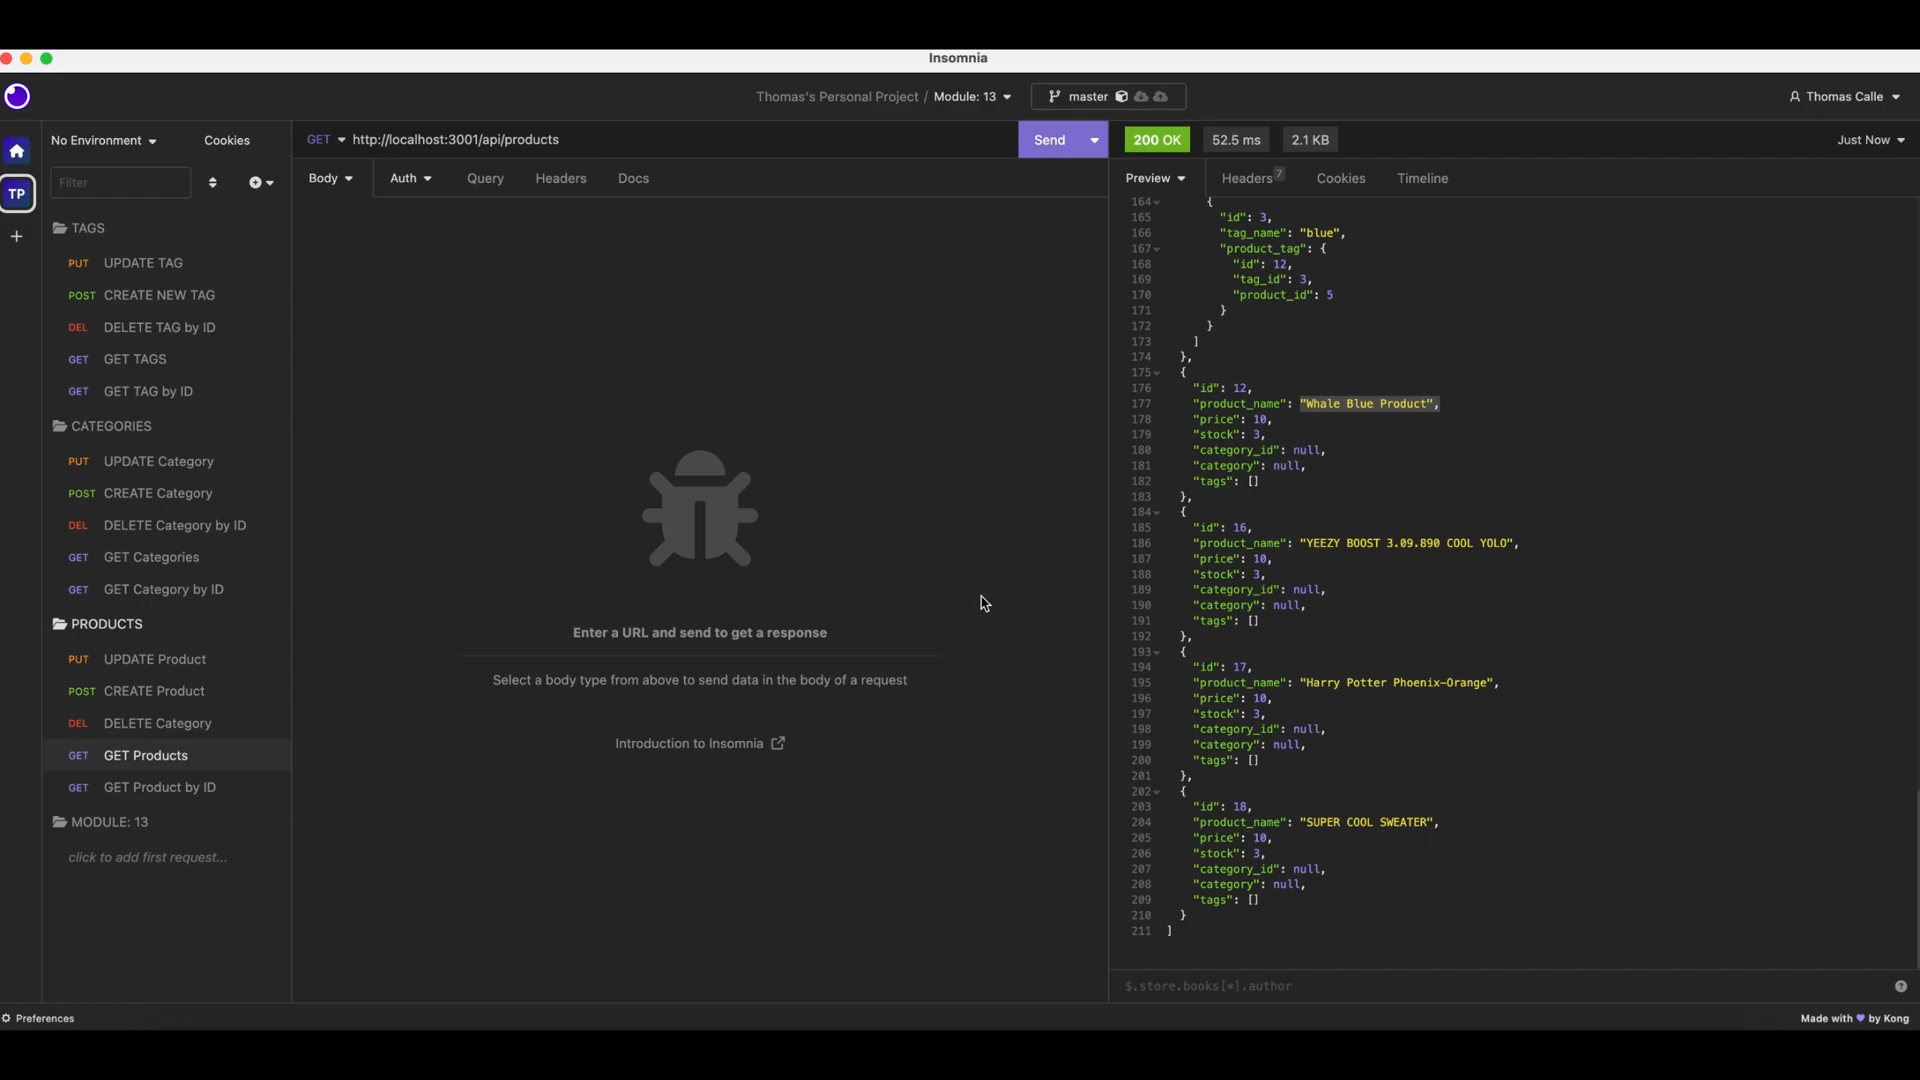 Insomnia
Thomas's Personal Project / Module: 13
master
Thomas Calle
No Environment
Cookies
GET http://localhost:3001/api/products
Send
200 OK
52.5 ms
2.1 KB
Just Now
TP
Filter
Body
Auth
Query
Headers
Docs
Preview
Headers 7
Cookies
Timeline
TAGS
PUT UPDATE TAG
POST CREATE NEW TAG
DEL DELETE TAG by ID
GET GET TAGS
GET GET TAG by ID
CATEGORIES
PUT UPDATE Category
POST CREATE Category
DEL DELETE Category by ID
GET GET Categories
GET GET Category by ID
PRODUCTS
PUT UPDATE Product
POST CREATE Product
DEL DELETE Category
GET GET Products
GET GET Product by ID
MODULE: 13
click to add first request...
Enter a URL and send to get a response
Select a body type from above to send data in the body of a request
Introduction to Insomnia
164 {
165 "id": 3,
166 "tag_name": "blue",
167 "product_tag": {
168 "id": 12,
169 "tag_id": 3,
170 "product_id": 5
171 }
172 }
173 ]
174 },
175 {
176 "id": 12,
177 "product_name": "Whale Blue Product",
178 "price": 10,
179 "stock": 3,
180 "category_id": null,
181 "category": null,
182 "tags": []
183 },
184 {
185 "id": 16,
186 "product_name": "YEEZY BOOST 3.09.890 COOL YOLO",
187 "price": 10,
188 "stock": 3,
189 "category_id": null,
190 "category": null,
191 "tags": []
192 },
193 {
194 "id": 17,
195 "product_name": "Harry Potter Phoenix-Orange",
196 "price": 10,
197 "stock": 3,
198 "category_id": null,
199 "category": null,
200 "tags": []
201 },
202 {
203 "id": 18,
204 "product_name": "SUPER COOL SWEATER",
205 "price": 10,
206 "stock": 3,
207 "category_id": null,
208 "category": null,
209 "tags": []
210 }
211 ]
$.store.books[*].author
Preferences
Made with 💜 by Kong